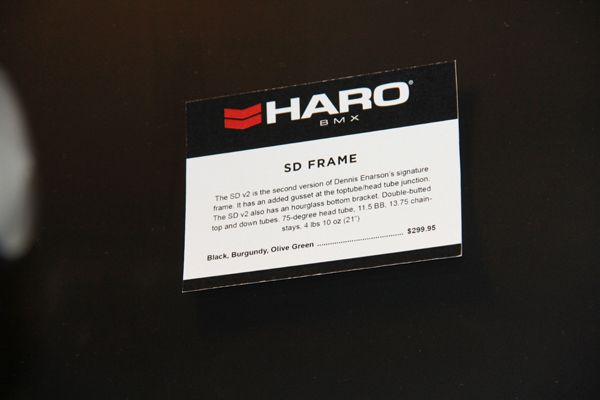 HARO
BMX
SD FRAME
The SD v2 is the second version of Dennis Enarson's signature
frame. It has an added gusset at the toptube/head tube junction.
The SD v2 also has an hourglass bottom bracket. Double-butted
top and down tubes. 75-degree head tube, 11.5 BB, 13.75 chain-
stays, 4 lbs 10 oz (21")
Black, Burgundy, Olive Green ................................... $299.95